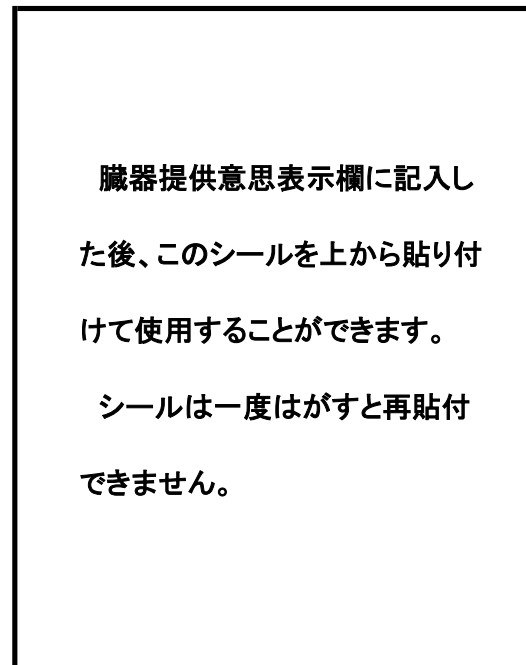 臓器提供意思表示欄に記入し
た後、このシールを上から貼り付
けて使用することができます。
シールは一度はがすと再貼付
できません。